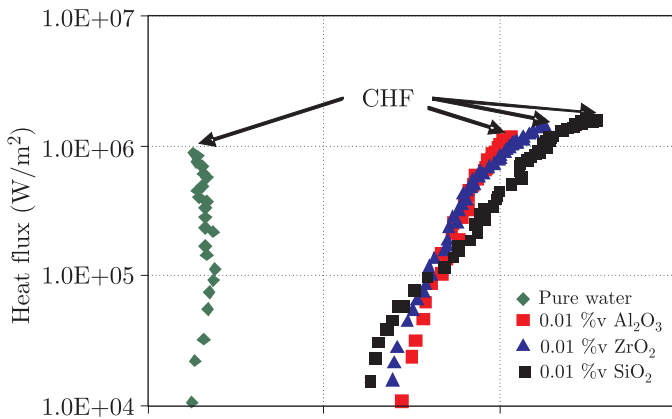 1.0E+07
CHF
1.0E+06
Heat flux (W/m²)
1.0E+05
Pure water
0.01 %v Al₂O₃
0.01 %v ZrO₂
0.01 %v SiO₂
1.0E+04